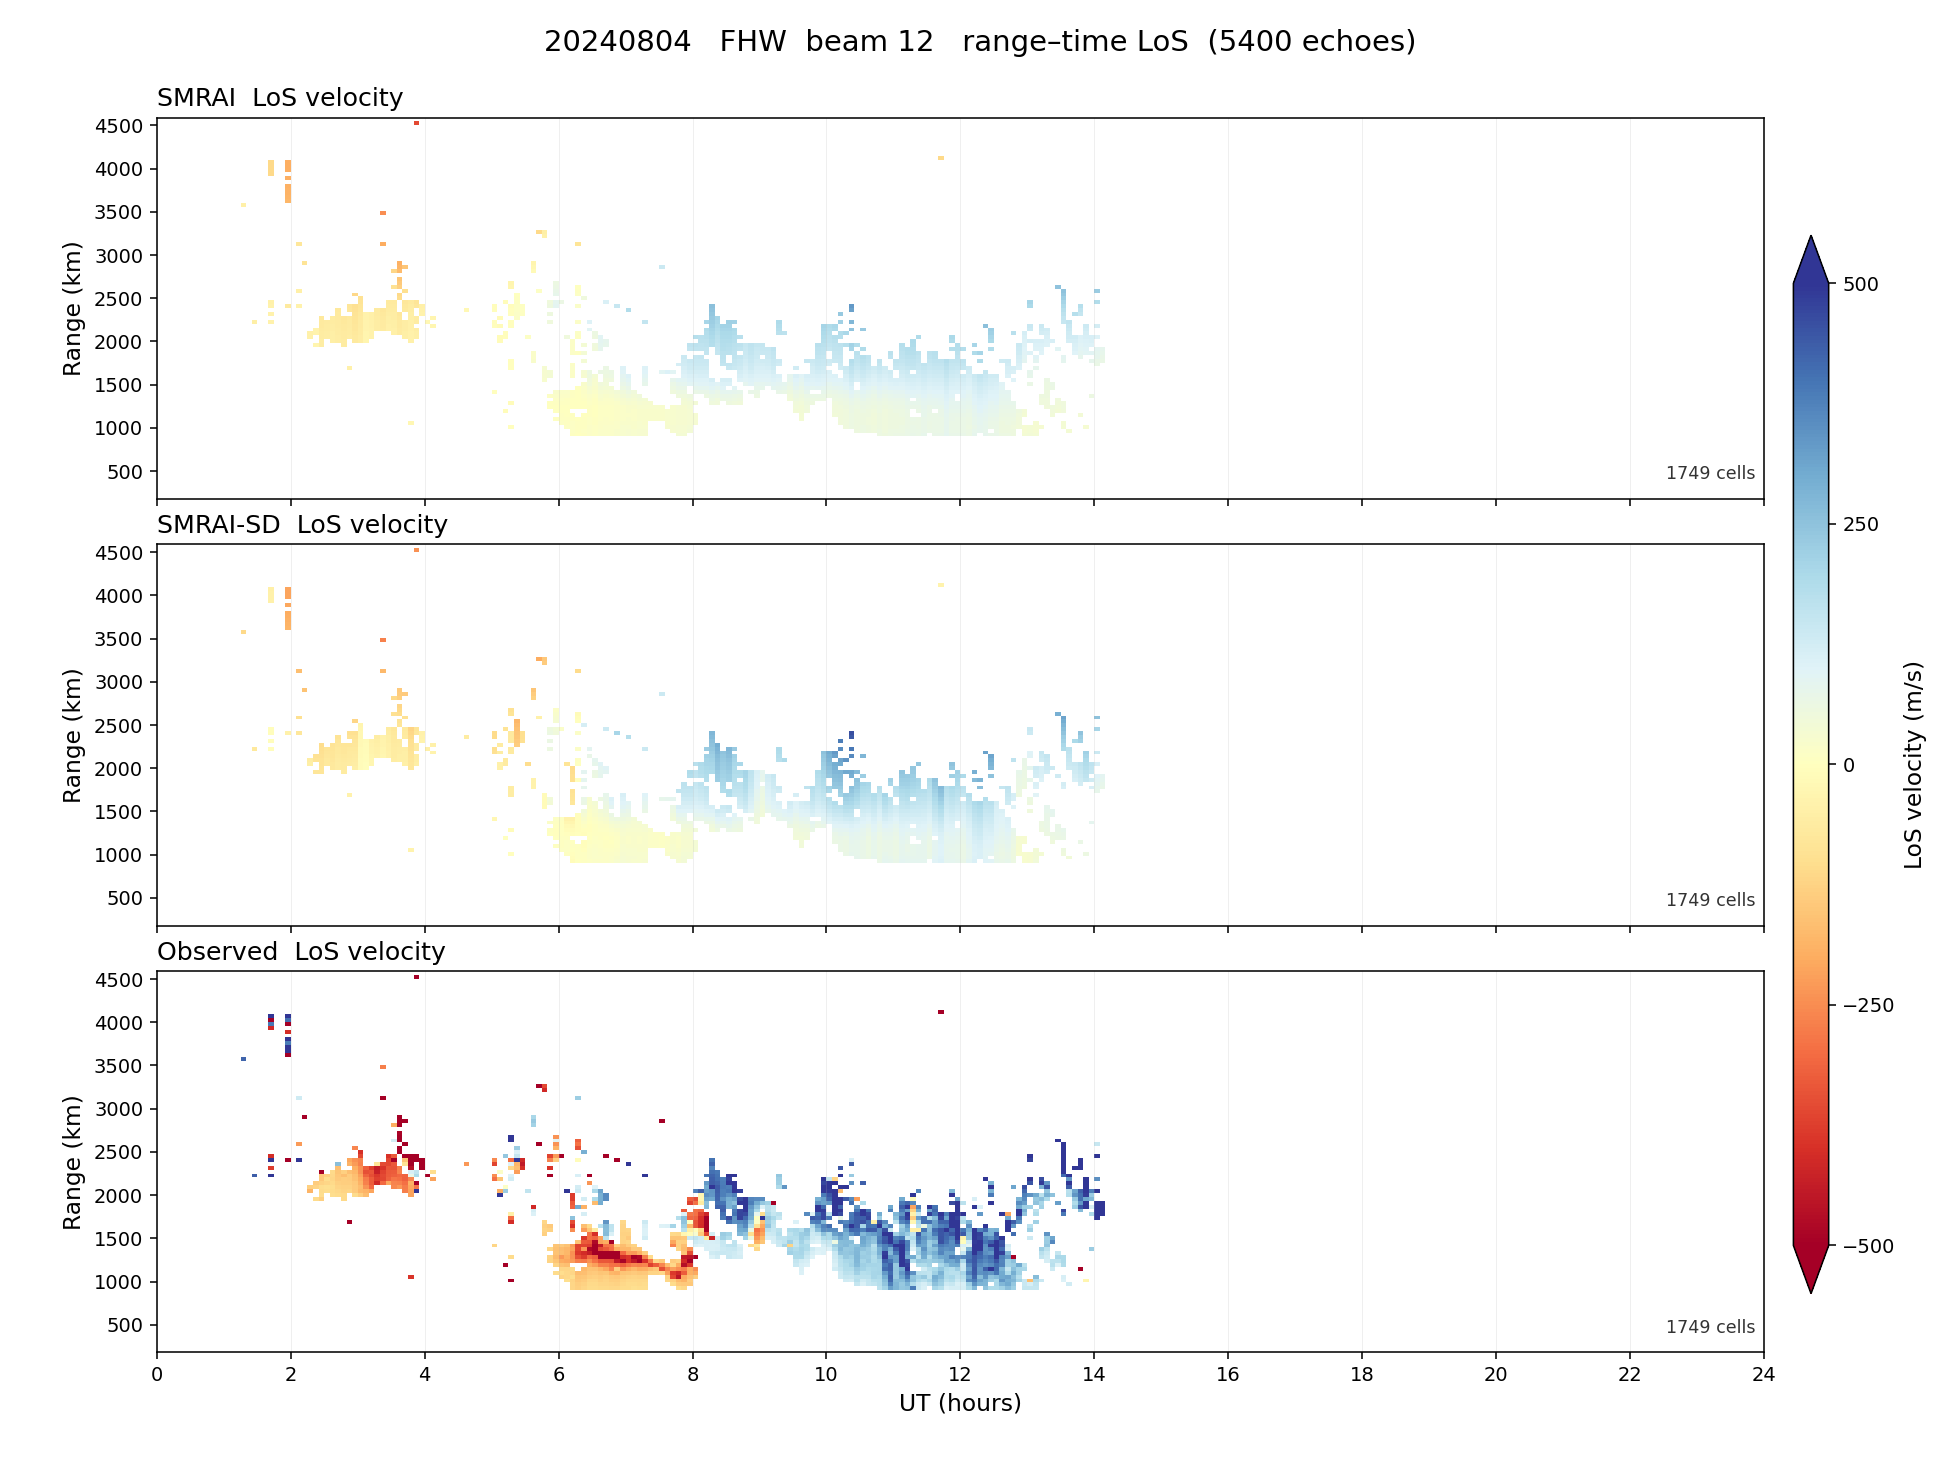 20240804 FHW beam 12 range–time LoS (5400 echoes)
SMRAI LoS velocity
4500
4000
3500
3000
2500
2000
1500
1000
500
Range (km)
1749 cells
SMRAI-SD LoS velocity
4500
4000
3500
3000
2500
2000
1500
1000
500
Range (km)
1749 cells
Observed LoS velocity
4500
4000
3500
3000
2500
2000
1500
1000
500
Range (km)
1749 cells
0 2 4 6 8 10 12 14 16 18 20 22 24
UT (hours)
500
250
0
−250
−500
LoS velocity (m/s)